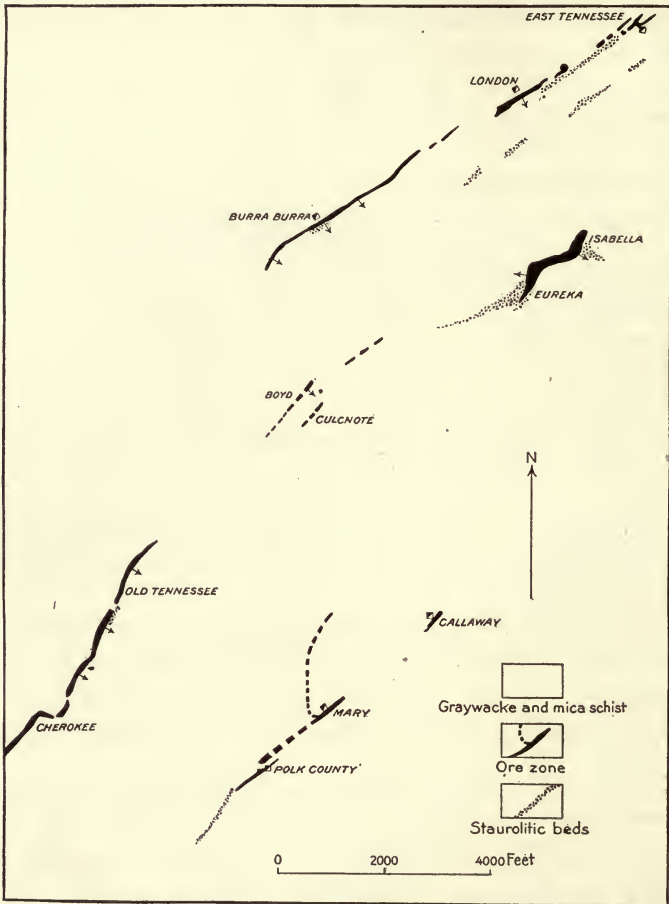 EAST TENNESSEE
LONDON
BURRA BURRA
ISABELLA
EUREKA
BOYD
CULCHOTE
N
OLD TENNESSEE
CALLAWAY
Graywacke and mica schist
MARY
CHEROKEE
Ore zone
POLK COUNTY
Staurolitic beds
0 2000 4000 Feet